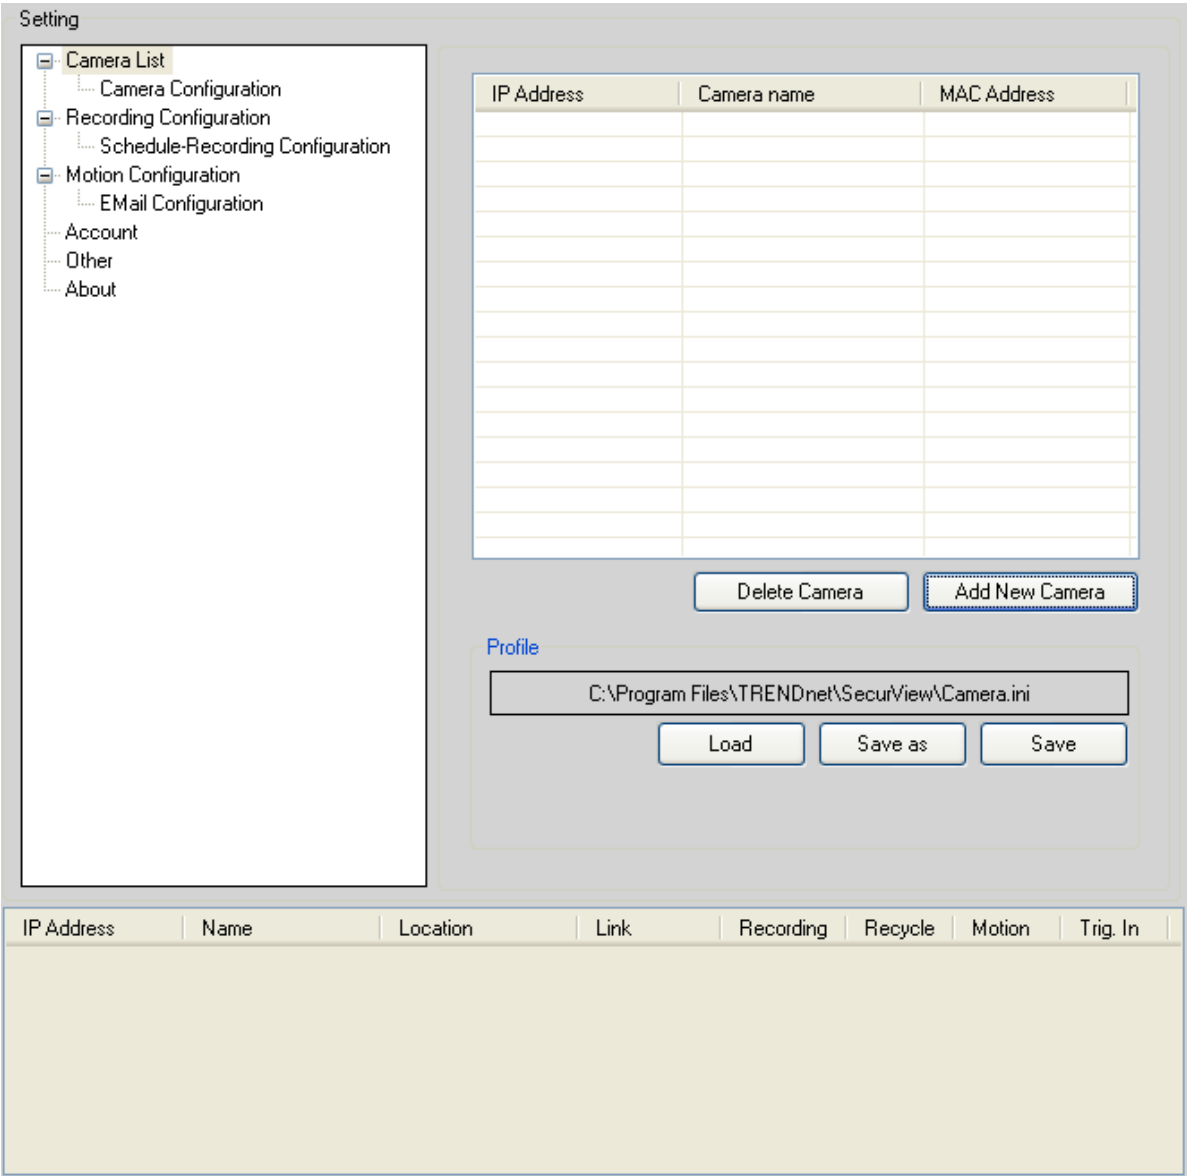 Setting
Camera List
Camera Configuration
Recording Configuration
Schedule-Recording Configuration
Motion Configuration
EMail Configuration
Account
Other
About
IP Address Camera name MAC Address
Delete Camera Add New Camera
Profile
C:\Program Files\TRENDnet\SecurView\Camera.ini
Load Save as Save
IP Address Name Location Link Recording Recycle Motion Trig. In